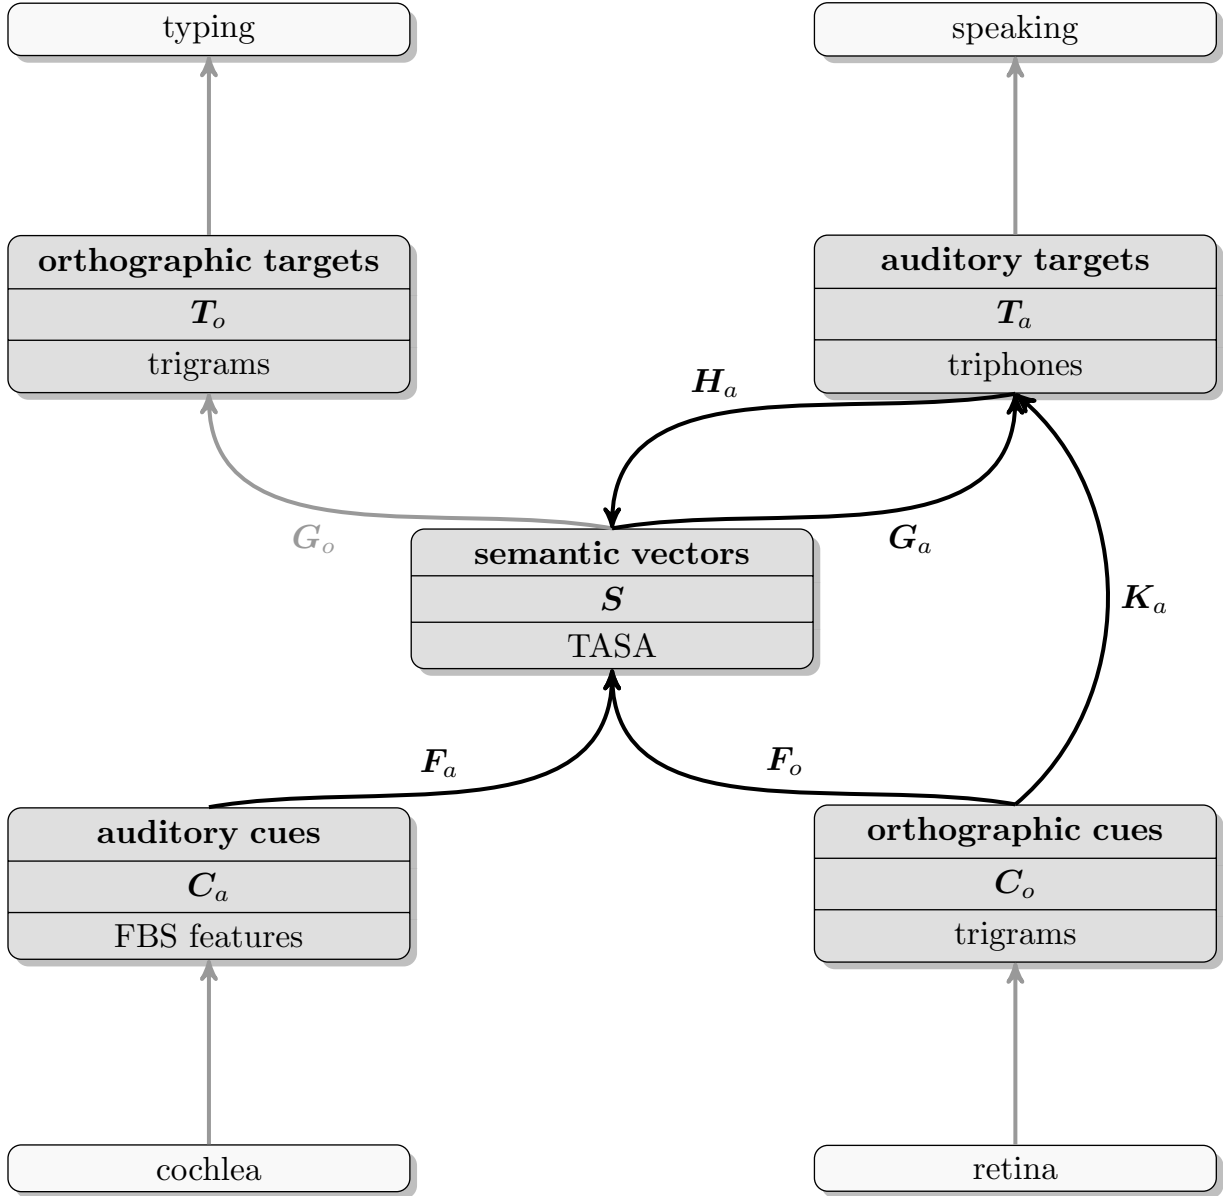 typing
speaking
orthographic targets
T_o
trigrams
auditory targets
T_a
triphones
H_a
G_o
G_a
semantic vectors
S
TASA
K_a
F_a
F_o
auditory cues
C_a
FBS features
orthographic cues
C_o
trigrams
cochlea
retina